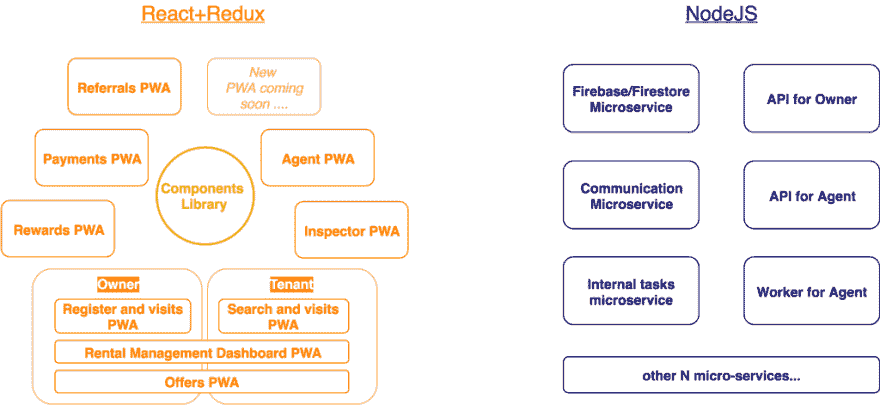 React+Redux
Referrals PWA
New
PWA coming
soon ....
Payments PWA
Components
Library
Agent PWA
Rewards PWA
Inspector PWA
Owner
Tenant
Register and visits
PWA
Search and visits
PWA
Rental Management Dashboard PWA
Offers PWA
NodeJS
Firebase/Firestore
Microservice
API for Owner
Communication
Microservice
API for Agent
Internal tasks
microservice
Worker for Agent
other N micro-services...